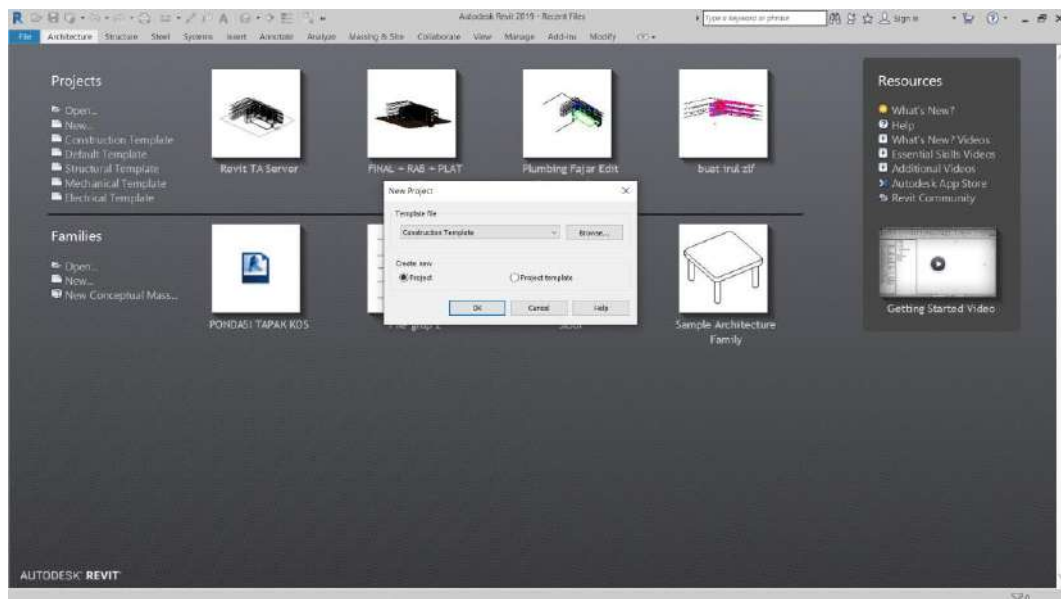 Autodesk Revit 2019 - Recent Files
Type a keyword or phrase
Sign In
File Architecture Structure Steel Systems Insert Annotate Analyze Massing & Site Collaborate View Manage Add-Ins Modify
Projects
Open...
New...
Construction Template
Default Template
Structural Template
Mechanical Template
Electrical Template
Revit TA Server
FINAL + RAB + PLAT
Plumbing Fajar Edit
Resources
What's New?
Help
What's New? Videos
Essential Skills Videos
Additional Videos
Autodesk App Store
Revit Community
Getting Started Video
New Project
Template file
Construction Template
Browse...
Create new
Project
Project template
OK
Cancel
Help
Families
Open...
New...
New Conceptual Mass...
PONDASI TAPAK KOS
Sample Architecture
Family
AUTODESK REVIT